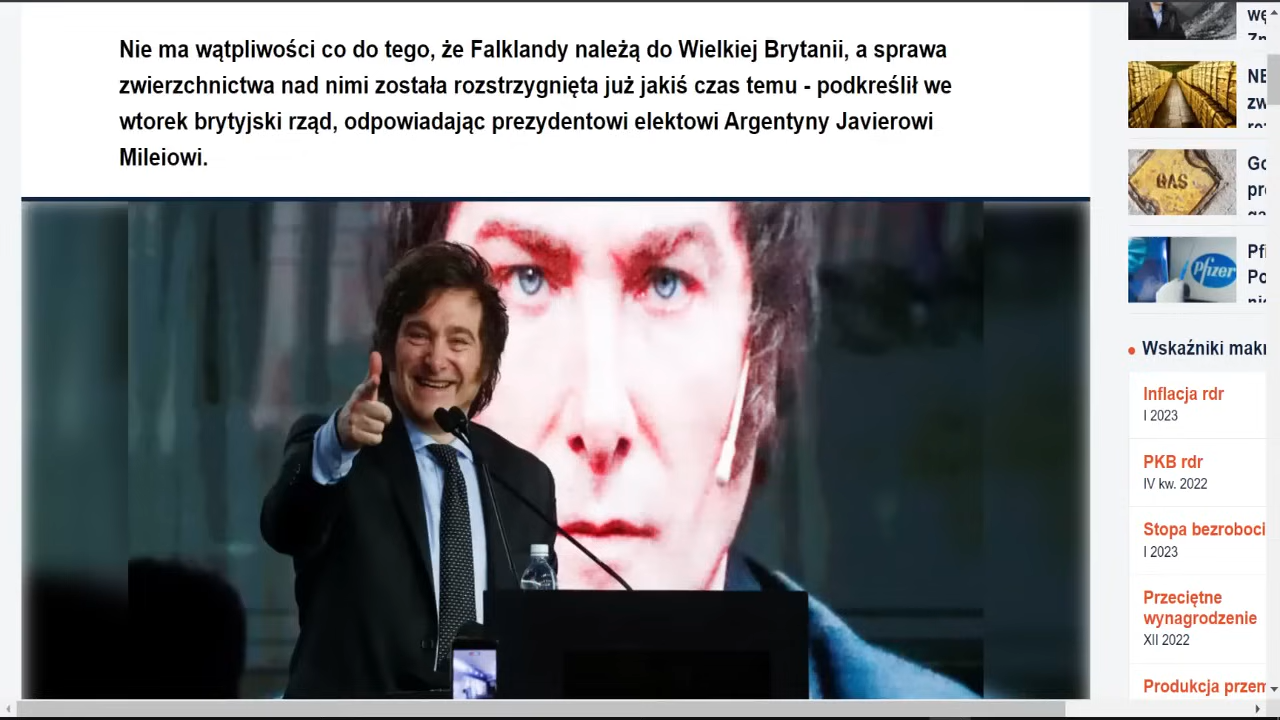 Nie ma wątpliwości co do tego, że Falklandy należą do Wielkiej Brytanii, a sprawa
zwierzchnictwa nad nimi została rozstrzygnięta już jakiś czas temu - podkreślił we
wtorek brytyjski rząd, odpowiadając prezydentowi elektowi Argentyny Javierowi
Mileiowi.
GAS
Pfizer
Wskaźniki makr
Inflacja rdr
I 2023
PKB rdr
IV kw. 2022
Stopa bezroboci
I 2023
Przeciętne
wynagrodzenie
XII 2022
Produkcja przem